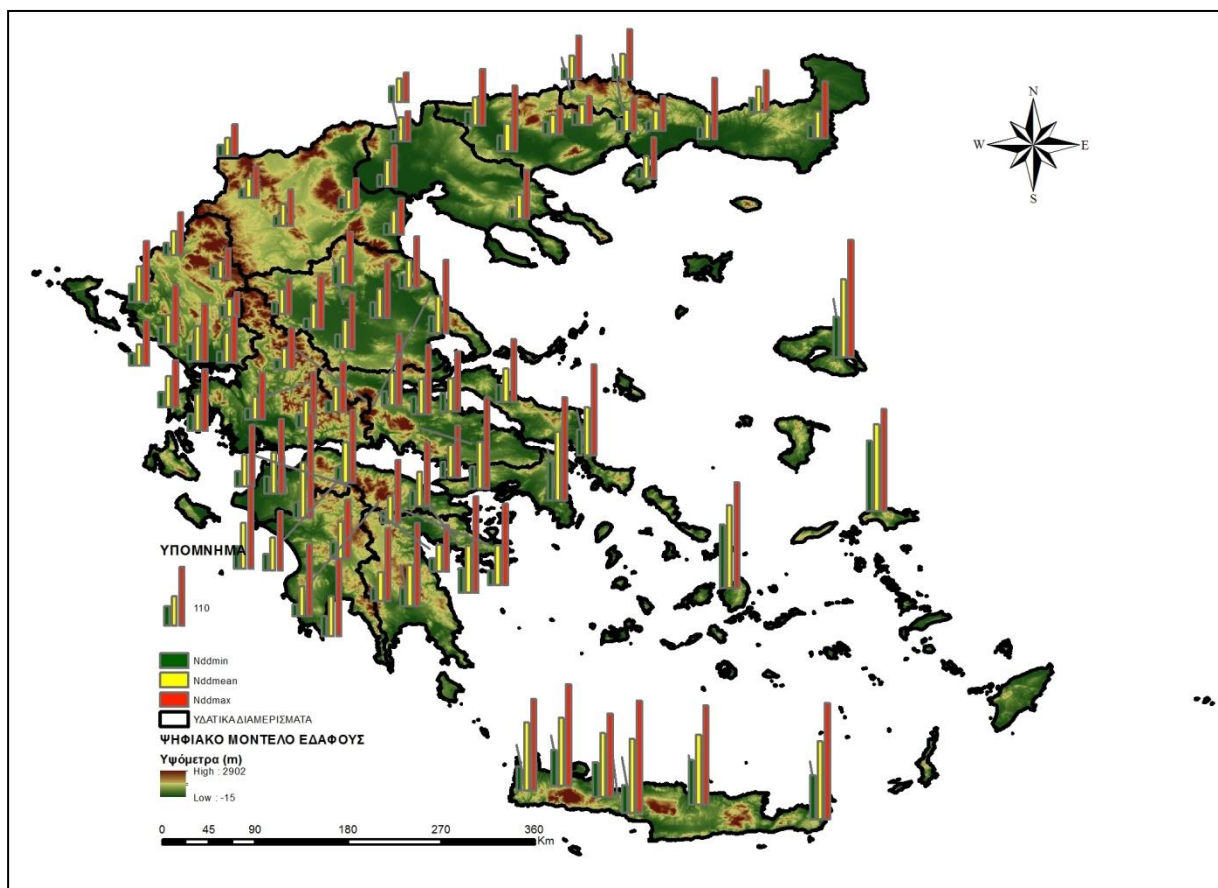 N
W E
S
ΥΠΟΜΝΗΜΑ
110
Nddmin
Nddmean
Nddmax
ΥΔΑΤΙΚΑ ΔΙΑΜΕΡΙΣΜΑΤΑ
ΨΗΦΙΑΚΟ ΜΟΝΤΕΛΟ ΕΔΑΦΟΥΣ
Υψόμετρα (m)
High : 2902
Low : -15
0 45 90 180 270 360
Km